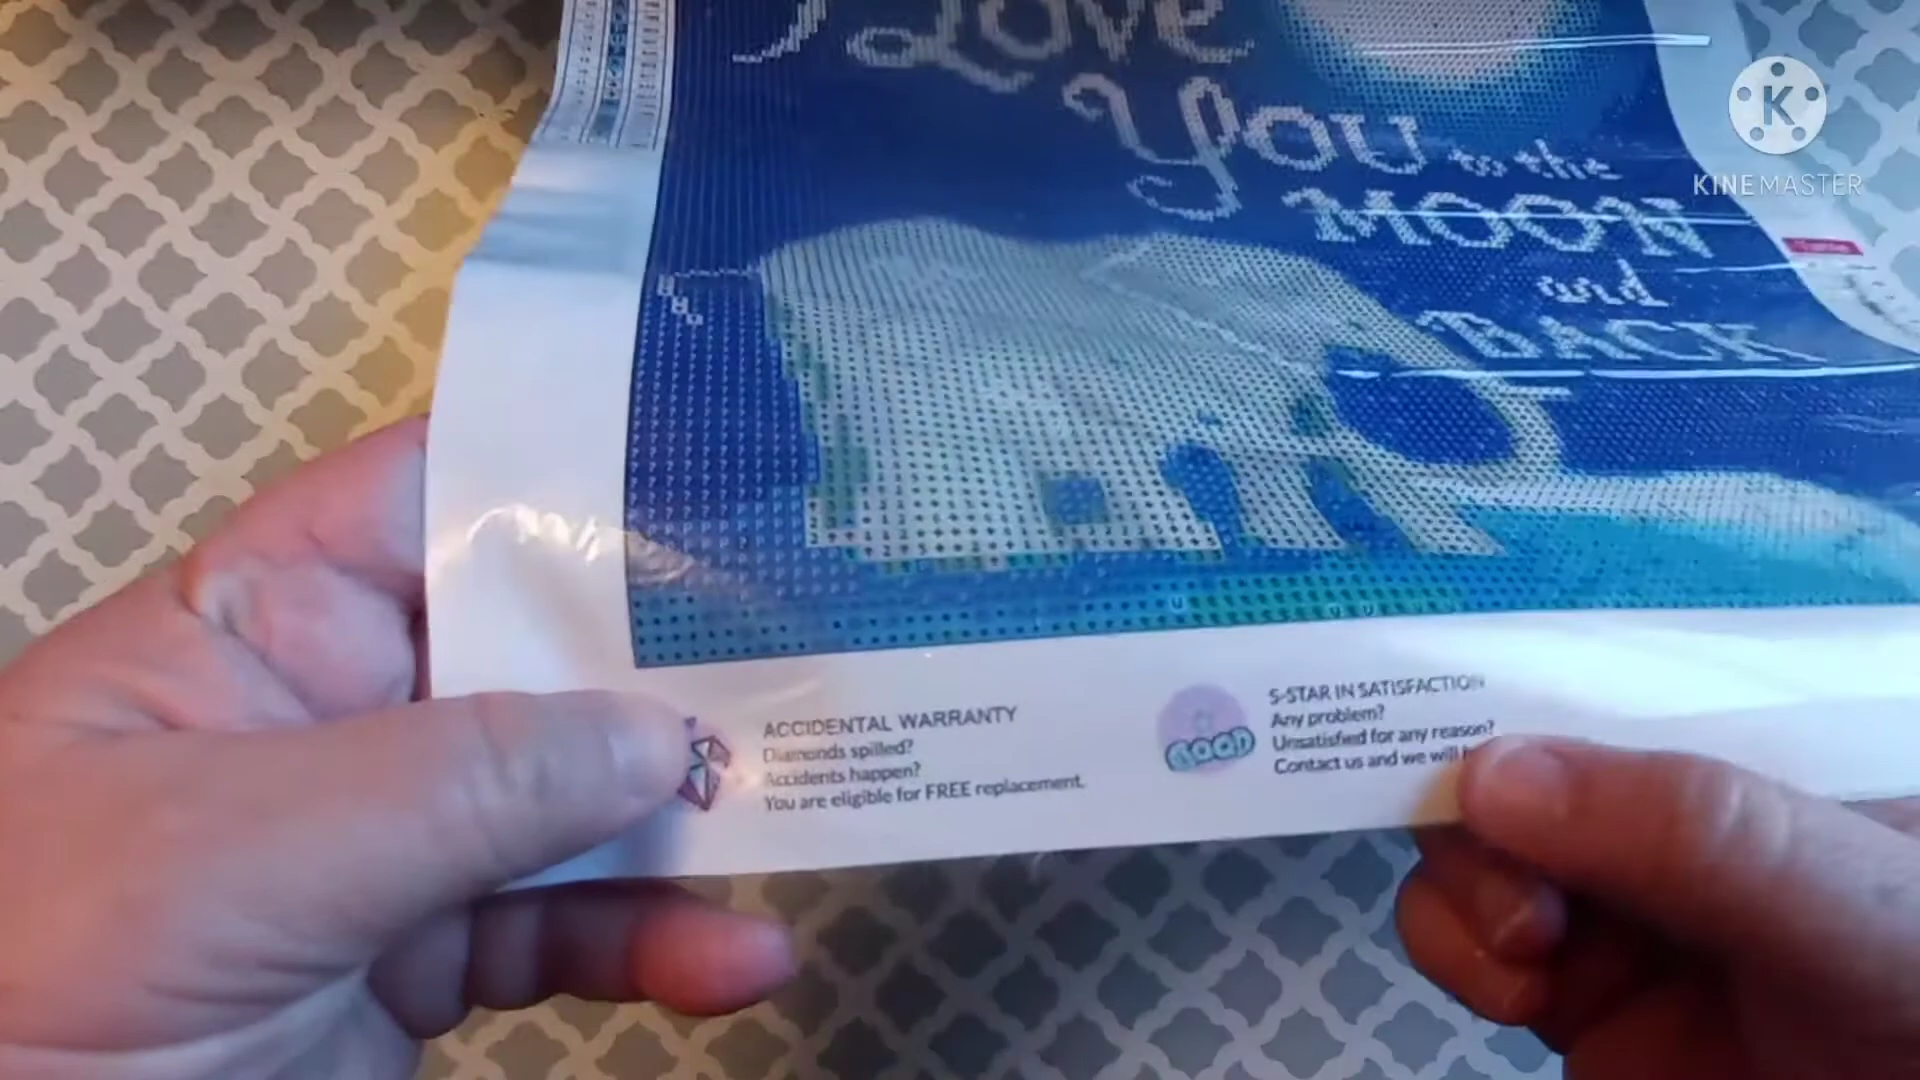 I Love
You to the
MOON
and
BACK
KINEMASTER
ACCIDENTAL WARRANTY
Diamonds spilled?
Accidents happen?
You are eligible for FREE replacement.
5-STAR IN SATISFACTION
Any problem?
Unsatisfied for any reason?
Contact us and we will
GOOD